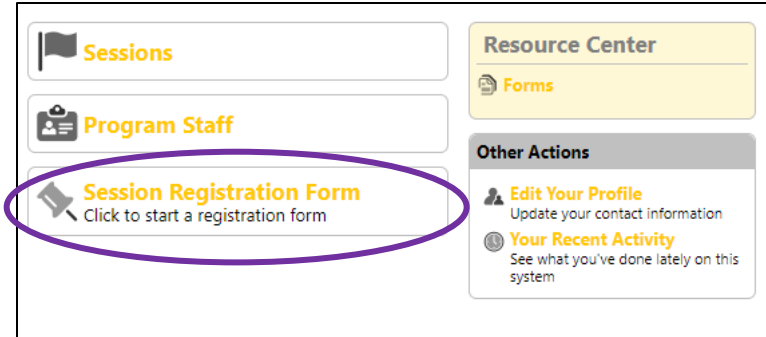 Sessions
Program Staff
Session Registration Form
Click to start a registration form
Resource Center
Forms
Other Actions
Edit Your Profile
Update your contact information
Your Recent Activity
See what you've done lately on this
system